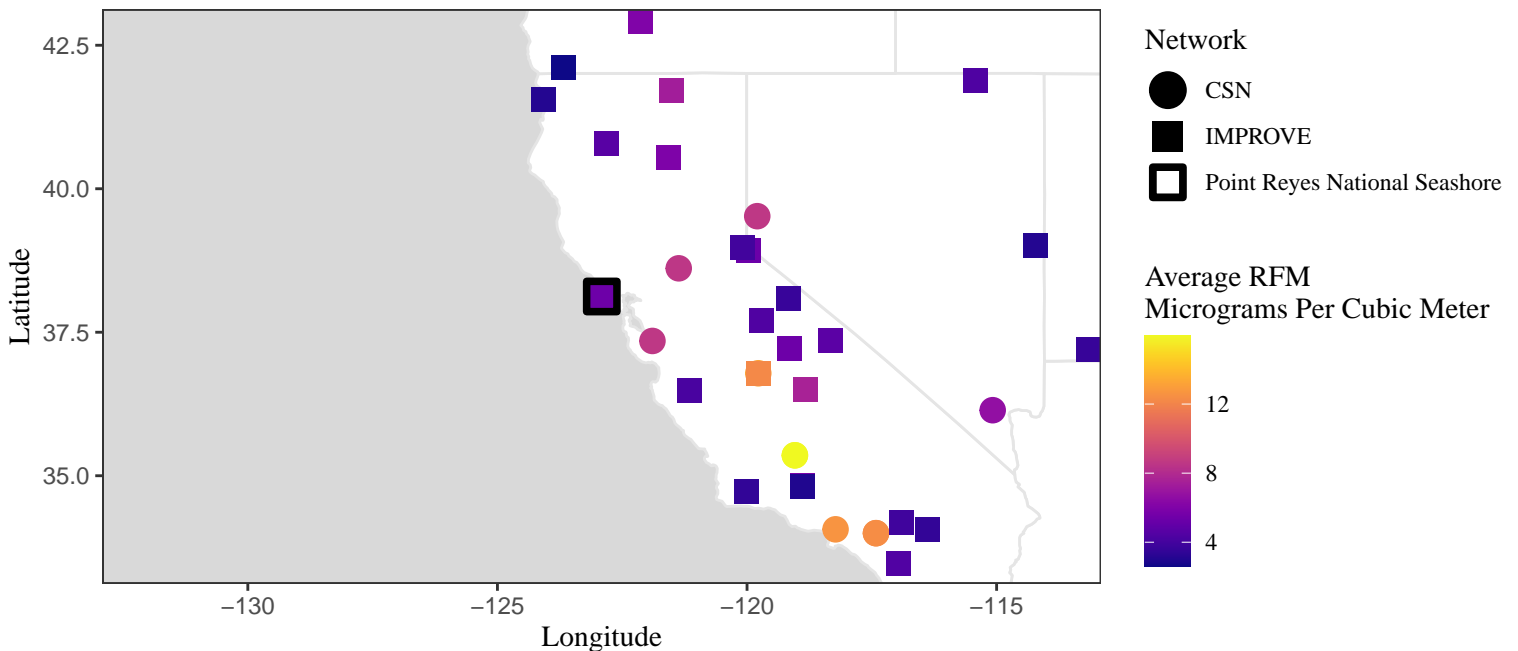 42.5
40.0
37.5
35.0
Latitude
−130
−125
−120
−115
Longitude
Network
CSN
IMPROVE
Point Reyes National Seashore
Average RFM
Micrograms Per Cubic Meter
12
8
4